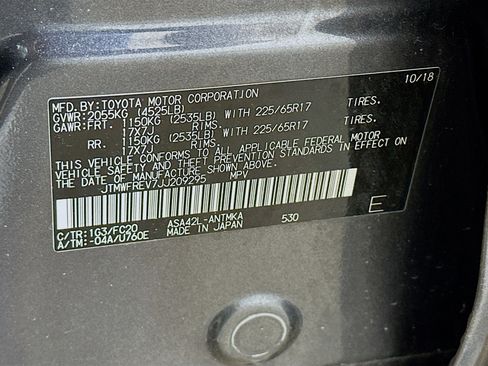 MFD.BY:TOYOTA MOTOR CORPORATION 10/18
GVWR:2055KG (4525LB)
GAWR:FRT. 1150KG (2535LB) WITH 225/65R17 TIRES.
17X7J RIMS.
RR. 1150KG (2535LB) WITH 225/65R17 TIRES.
17X7J RIMS.
THIS VEHICLE CONFORMS TO ALL APPLICABLE FEDERAL MOTOR
VEHICLE SAFETY AND THEFT PREVENTION STANDARDS IN EFFECT ON
THE DATE OF MANUFACTURE SHOWN ABOVE.
JTMWFREV7JJ209295 MPV
C/TR:1G3/FC20 ASA42L-ANTMKA 530 E
A/TM:-04A/U760E MADE IN JAPAN